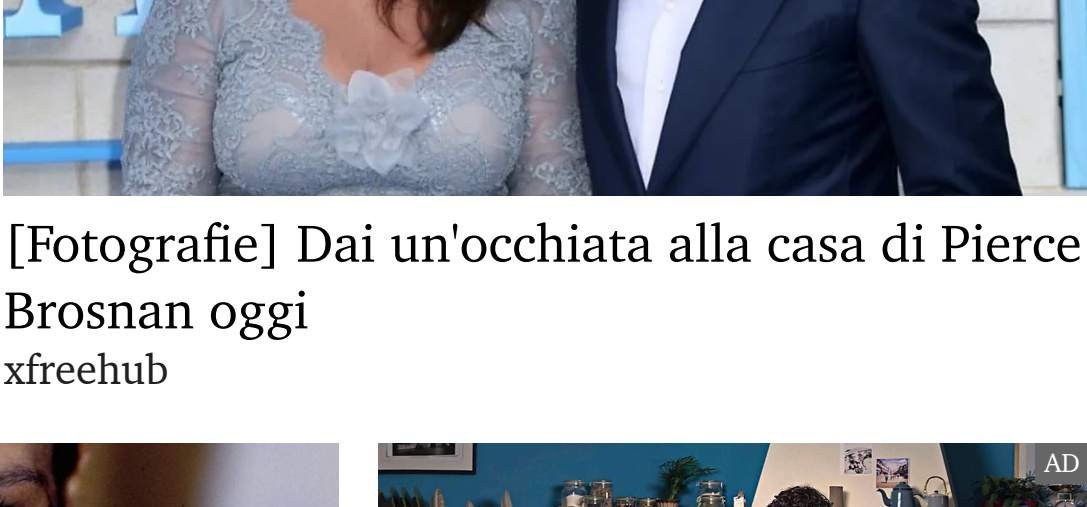 [Fotografie] Dai un'occhiata alla casa di Pierce
Brosnan oggi
xfreehub
AD